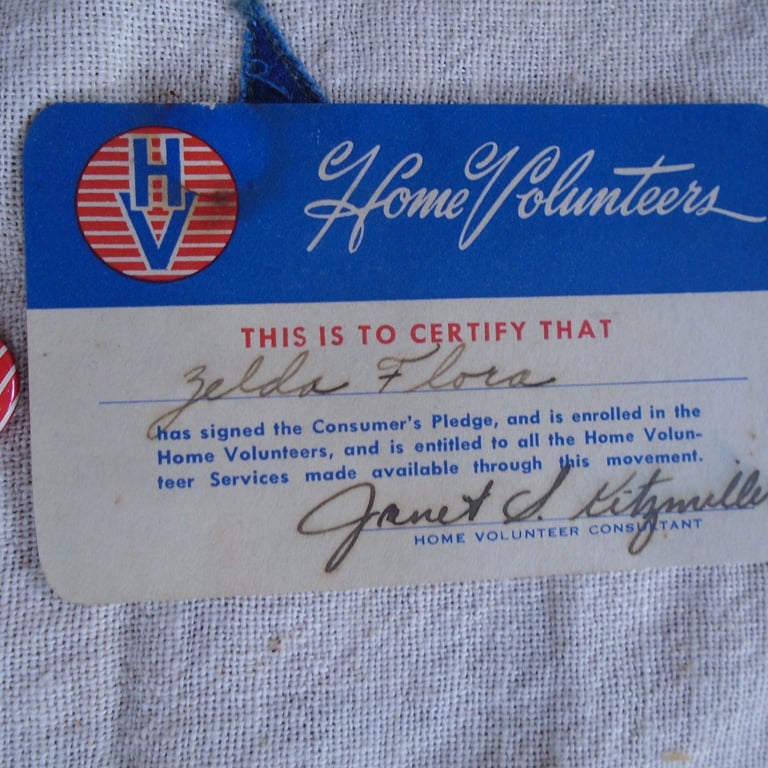 HV
Home Volunteers
THIS IS TO CERTIFY THAT
Zelda Flora
has signed the Consumer's Pledge, and is enrolled in the
Home Volunteers, and is entitled to all the Home Volun-
teer Services made available through this movement.
Janet S. Kitzmiller
HOME VOLUNTEER CONSULTANT